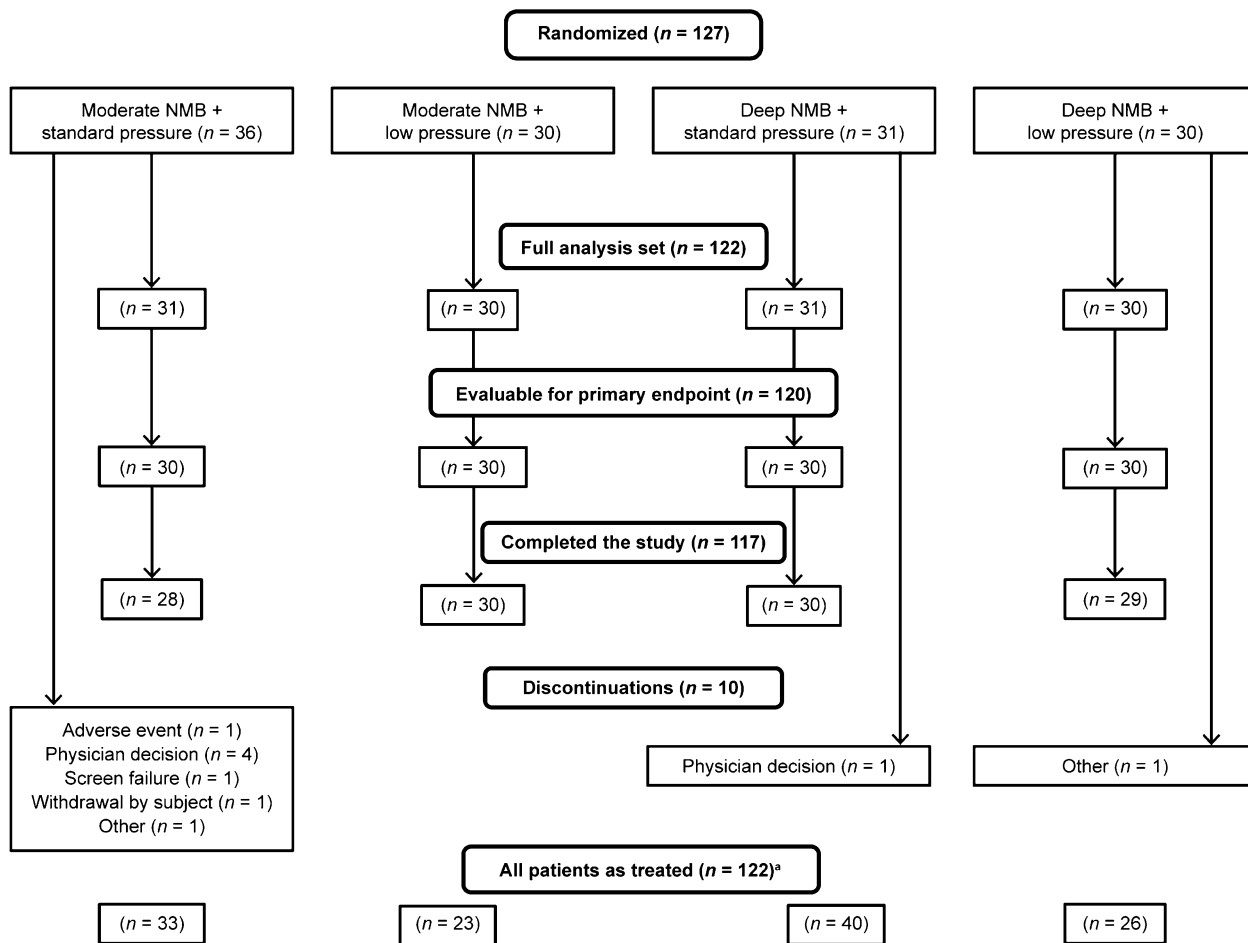 Randomized (n = 127)
Moderate NMB +
standard pressure (n = 36)
Moderate NMB +
low pressure (n = 30)
Deep NMB +
standard pressure (n = 31)
Deep NMB +
low pressure (n = 30)
Full analysis set (n = 122)
(n = 31)
(n = 30)
(n = 31)
(n = 30)
Evaluable for primary endpoint (n = 120)
(n = 30)
(n = 30)
(n = 30)
(n = 30)
Completed the study (n = 117)
(n = 28)
(n = 30)
(n = 30)
(n = 29)
Discontinuations (n = 10)
Adverse event (n = 1)
Physician decision (n = 4)
Screen failure (n = 1)
Withdrawal by subject (n = 1)
Other (n = 1)
Physician decision (n = 1)
Other (n = 1)
All patients as treated (n = 122)ᵃ
(n = 33)
(n = 23)
(n = 40)
(n = 26)